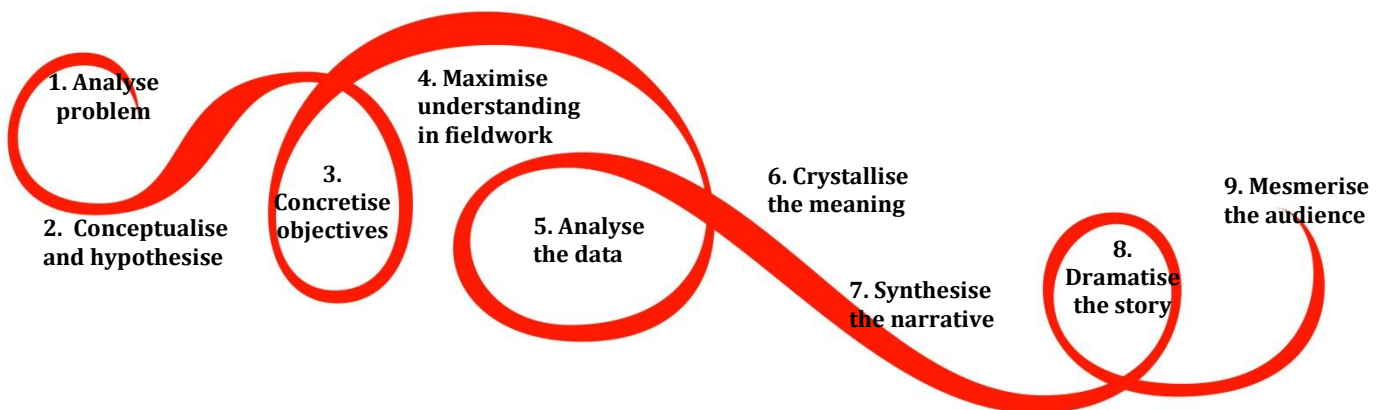 1. Analyse
problem
2. Conceptualise
and hypothesise
3.
Concretise
objectives
4. Maximise
understanding
in fieldwork
5. Analyse
the data
6. Crystallise
the meaning
7. Synthesise
the narrative
8.
Dramatise
the story
9. Mesmerise
the audience